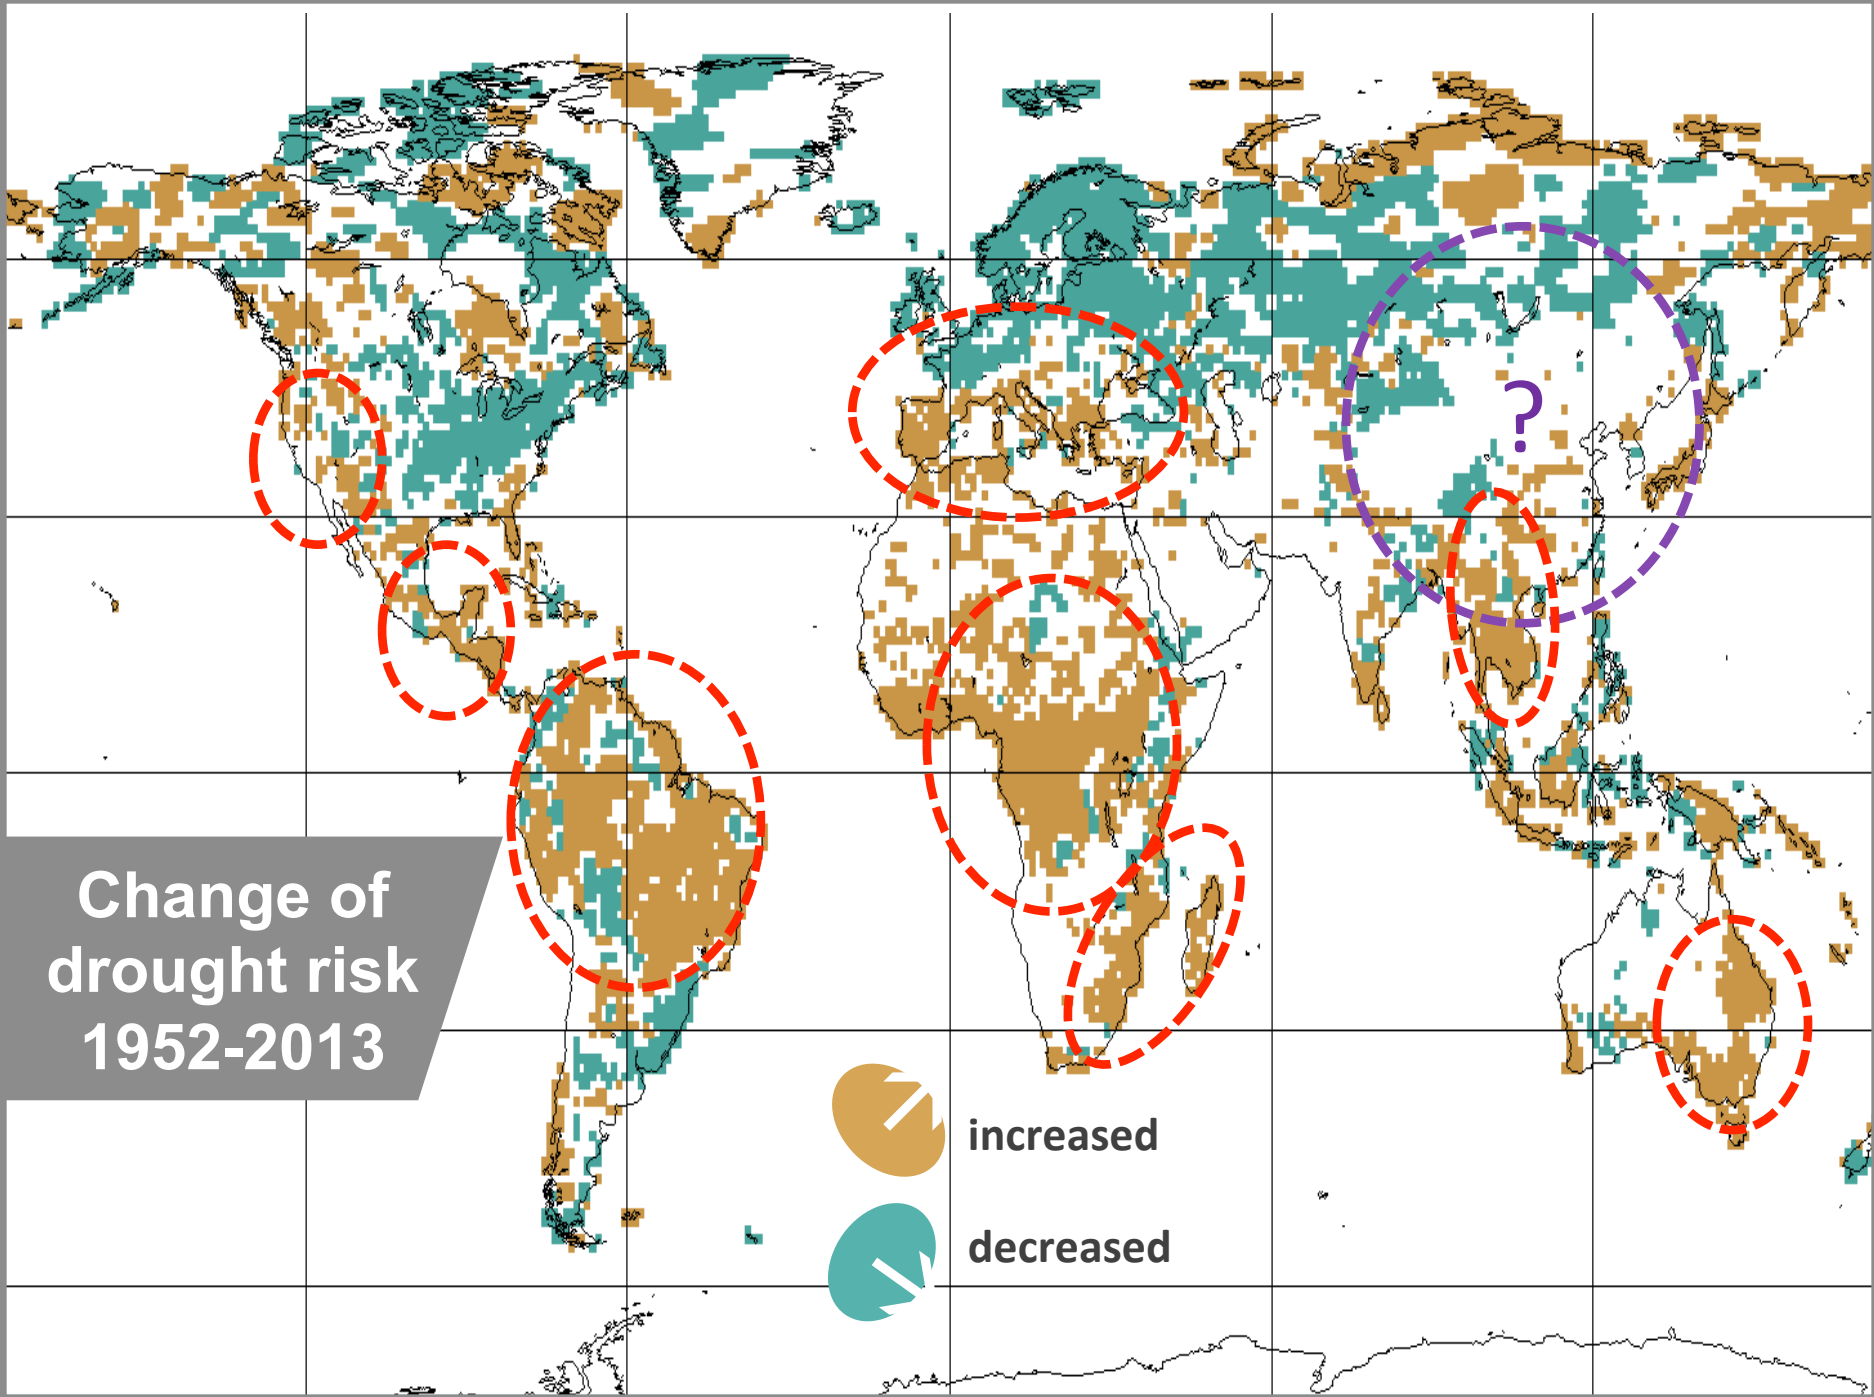 ?
Change of
drought risk
1952-2013
increased
decreased